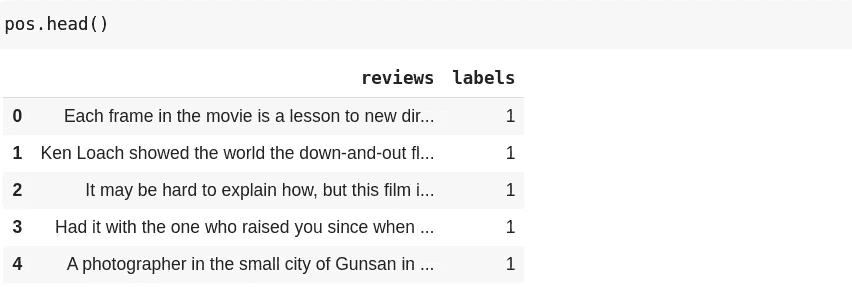 pos.head()
reviews labels
0 Each frame in the movie is a lesson to new dir... 1
1 Ken Loach showed the world the down-and-out fl... 1
2 It may be hard to explain how, but this film i... 1
3 Had it with the one who raised you since when ... 1
4 A photographer in the small city of Gunsan in ... 1